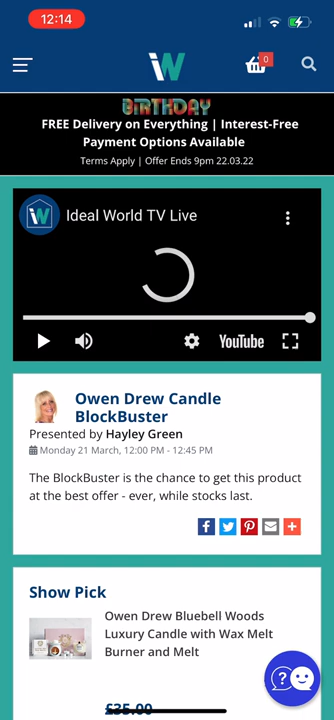 12:14
iW
0
BIRTHDAY
FREE Delivery on Everything | Interest-Free
Payment Options Available
Terms Apply | Offer Ends 9pm 22.03.22
iW
Ideal World TV Live
YouTube
Owen Drew Candle
BlockBuster
Presented by Hayley Green
Monday 21 March, 12:00 PM - 12:45 PM
The BlockBuster is the chance to get this product
at the best offer - ever, while stocks last.
Show Pick
Owen Drew Bluebell Woods
Luxury Candle with Wax Melt
Burner and Melt
£35.00